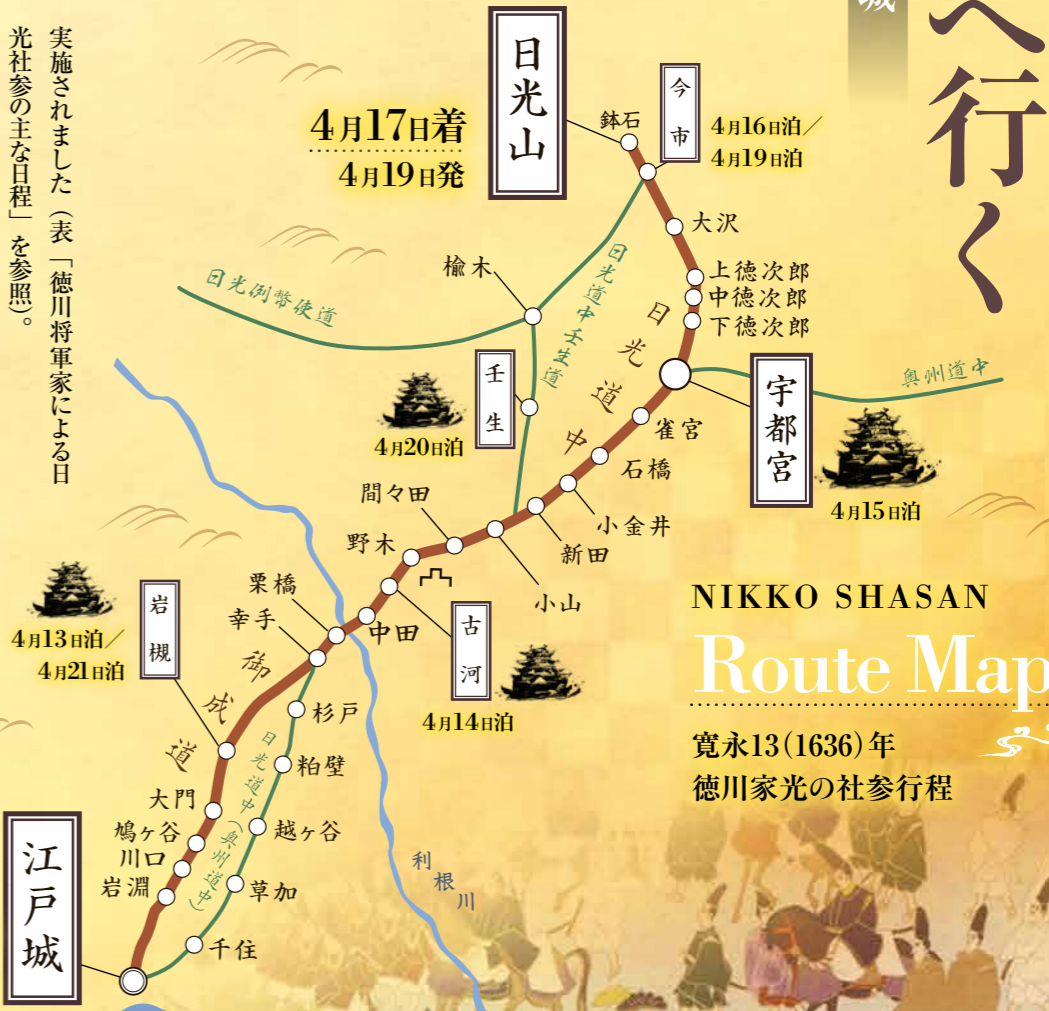 へ行く
城
実施されました（表「徳川将軍家による日
光社参の主な日程」を参照）。
日光山
4月17日着
4月19日発
今市
4月16日泊／
4月19日泊
鉢石
大沢
上徳次郎
中徳次郎
下徳次郎
楡木
日光例幣使道
日光道中壬生道
日光道中
奥州道中
宇都宮
4月15日泊
壬生
4月20日泊
雀宮
石橋
小金井
新田
小山
間々田
野木
古河
4月14日泊
中田
栗橋
幸手
岩槻
4月13日泊／
4月21日泊
御成道
杉戸
粕壁
越ヶ谷
草加
千住
日光道中（奥州道中）
大門
鳩ヶ谷
川口
岩淵
江戸城
利根川
NIKKO SHASAN
Route Map
寛永13(1636)年
徳川家光の社参行程